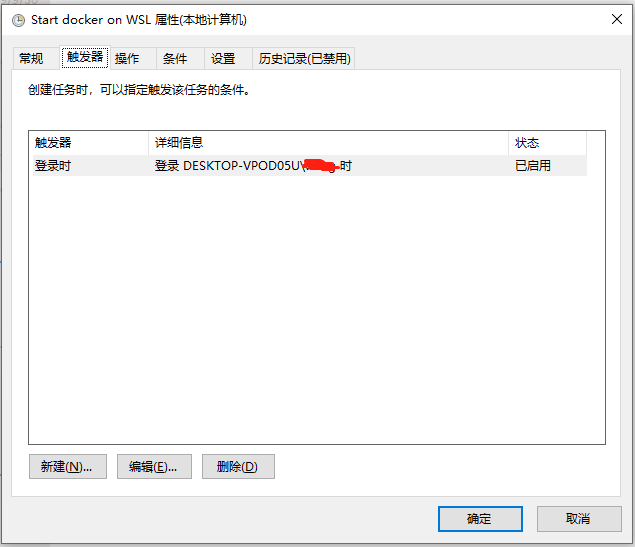 Start docker on WSL 属性(本地计算机)
常规 触发器 操作 条件 设置 历史记录(已禁用)
创建任务时，可以指定触发该任务的条件。
触发器 详细信息 状态
登录时 登录 DESKTOP-VPOD05U\ 时 已启用
新建(N)... 编辑(E)... 删除(D)
确定 取消